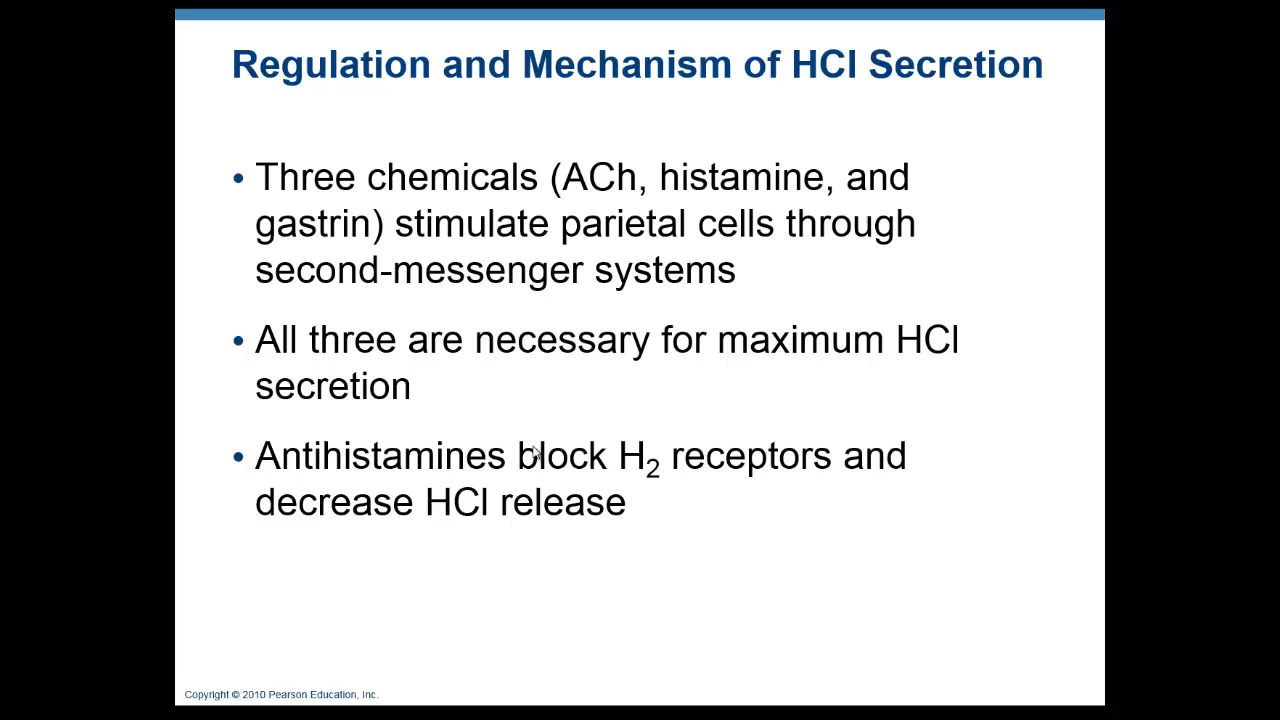 Regulation and Mechanism of HCl Secretion
• Three chemicals (ACh, histamine, and
gastrin) stimulate parietal cells through
second-messenger systems
• All three are necessary for maximum HCl
secretion
• Antihistamines block H₂ receptors and
decrease HCl release
Copyright © 2010 Pearson Education, Inc.